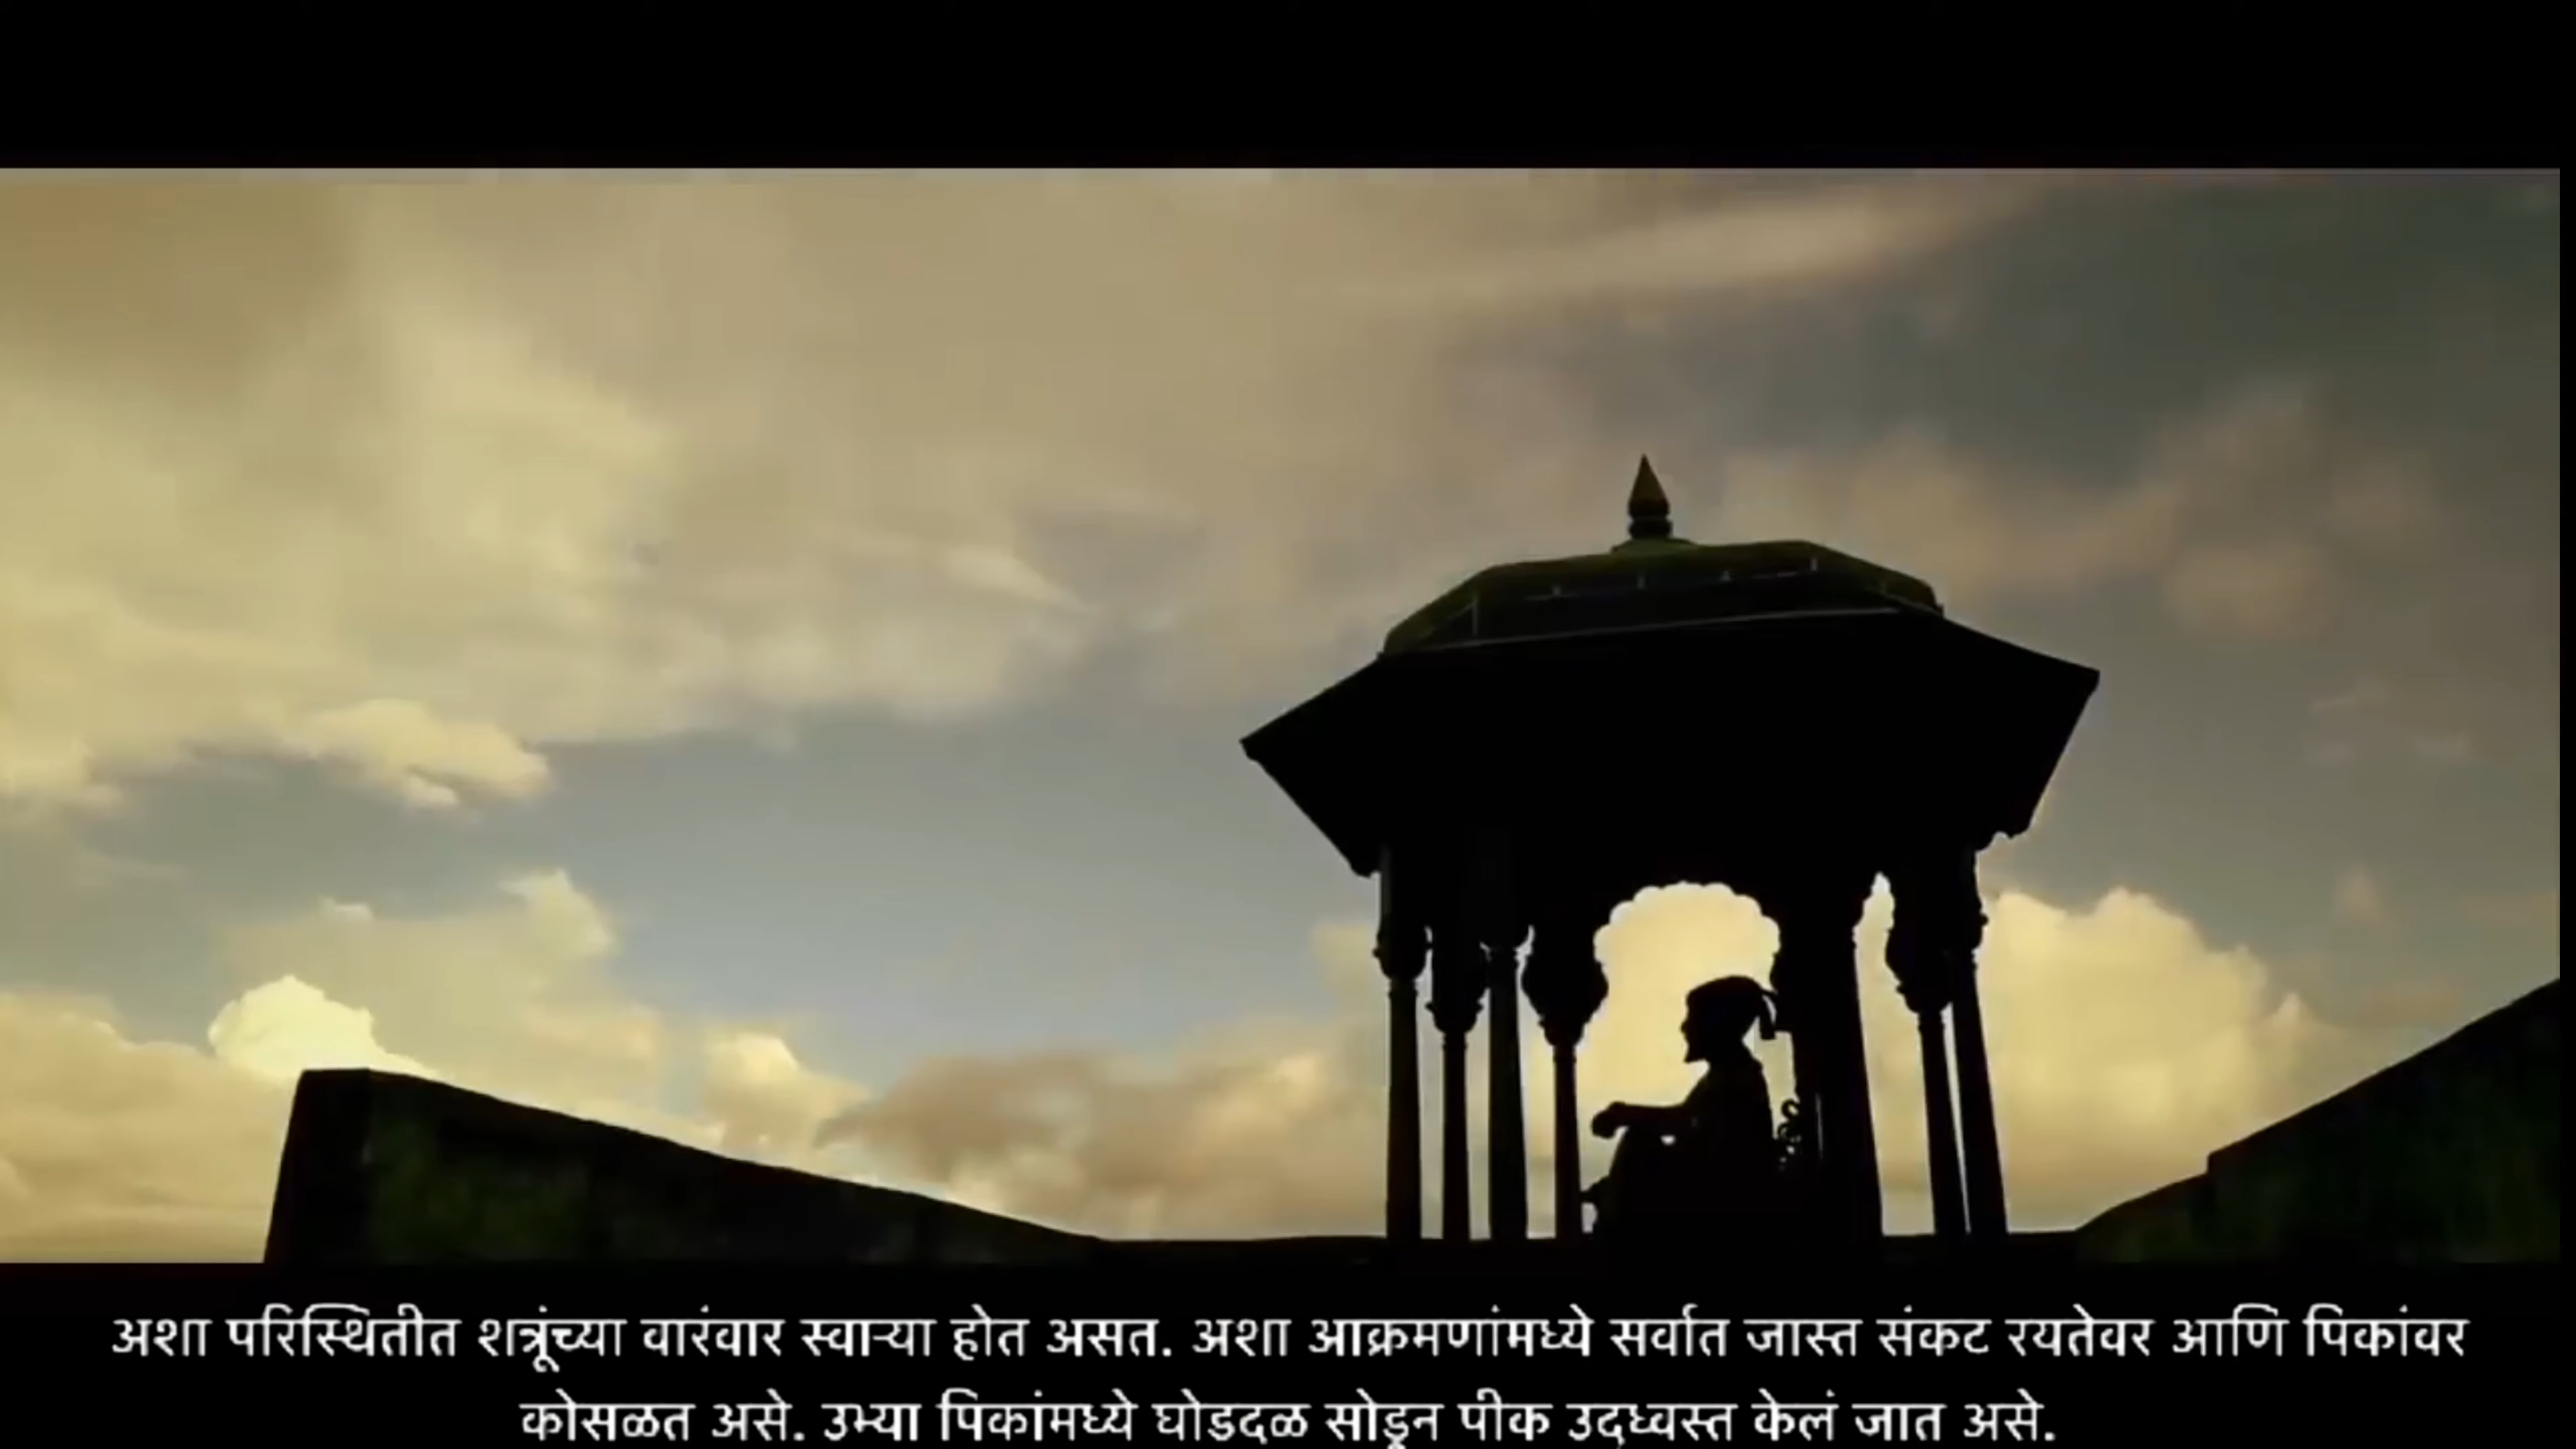 अशा परिस्थितीत शत्रूंच्या वारंवार स्वाऱ्या होत असत. अशा आक्रमणांमध्ये सर्वात जास्त संकट रयतेवर आणि पिकांवर
कोसळत असे. उभ्या पिकांमध्ये घोडदळ सोडून पीक उदध्वस्त केलं जात असे.